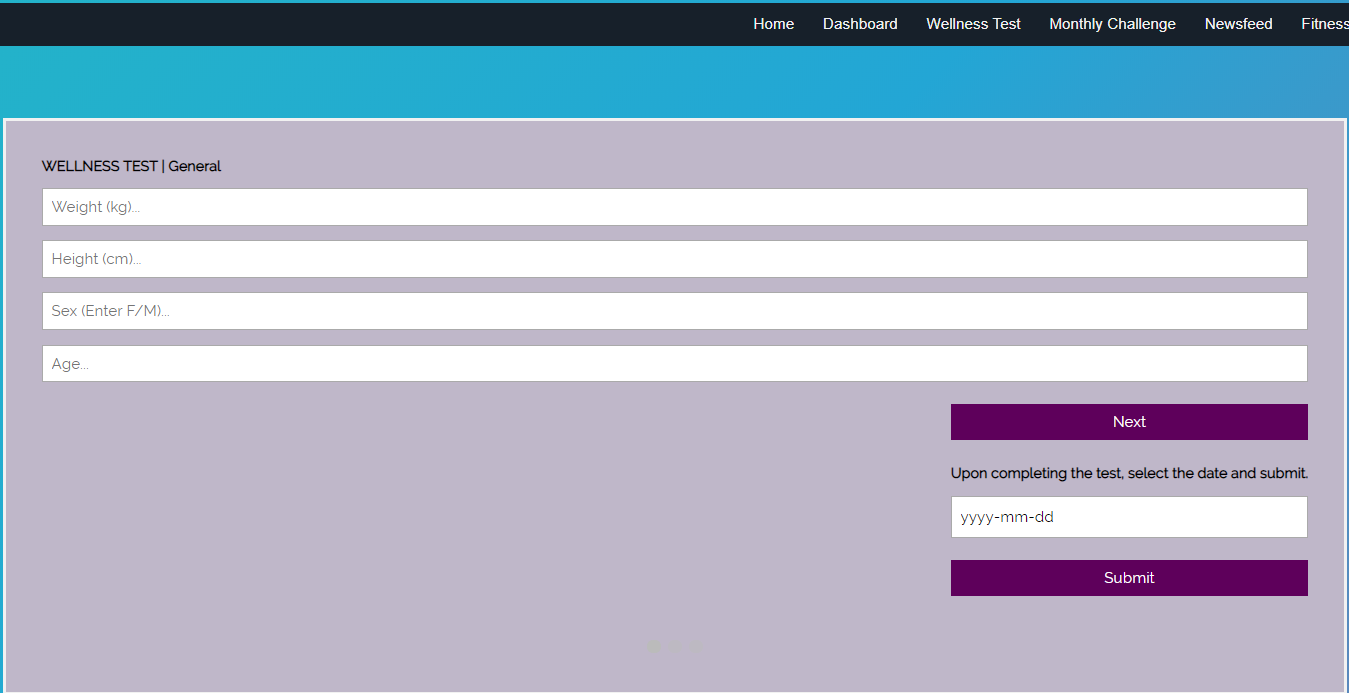 Home Dashboard Wellness Test Monthly Challenge Newsfeed Fitness
WELLNESS TEST | General
Weight (kg)...
Height (cm)...
Sex (Enter F/M)...
Age...
Next
Upon completing the test, select the date and submit.
yyyy-mm-dd
Submit